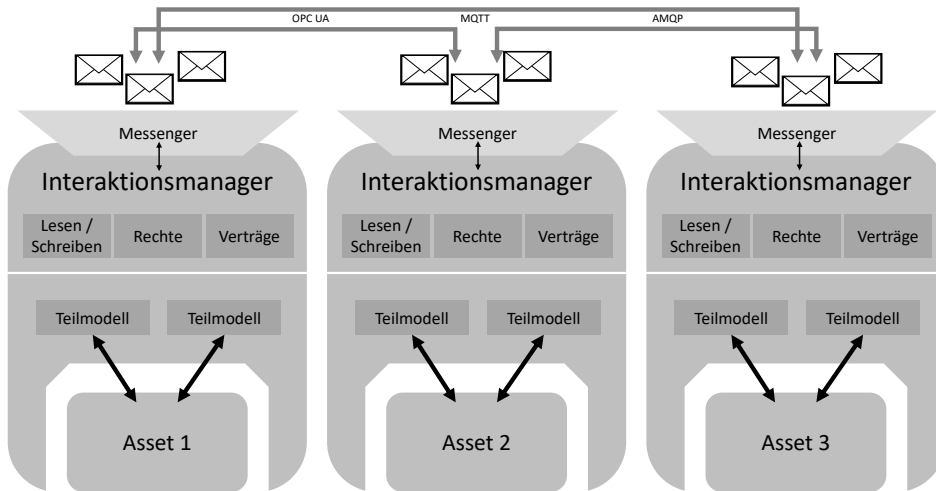 OPC UA MQTT AMQP
Messenger Messenger Messenger
Interaktionsmanager Interaktionsmanager Interaktionsmanager
Lesen / Schreiben Rechte Verträge Lesen / Schreiben Rechte Verträge Lesen / Schreiben Rechte Verträge
Teilmodell Teilmodell Teilmodell Teilmodell Teilmodell Teilmodell
Asset 1 Asset 2 Asset 3